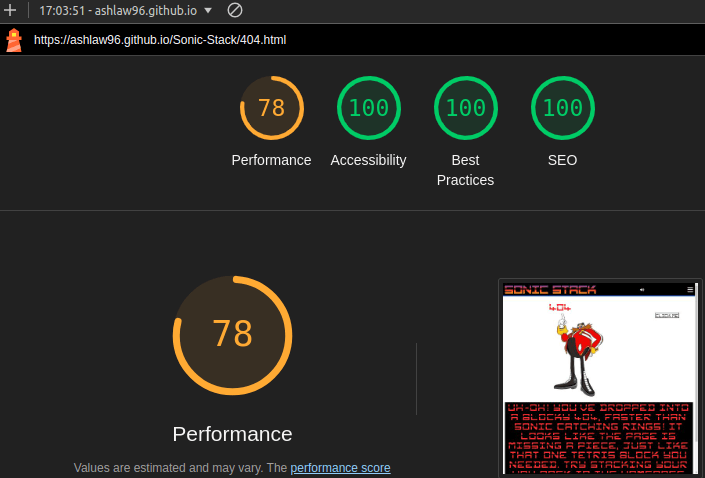 17:03:51 - ashlaw96.github.io
https://ashlaw96.github.io/Sonic-Stack/404.html
78
100
100
100
Performance
Accessibility
Best
Practices
SEO
78
Performance
Values are estimated and may vary. The performance score
SONIC STACK
404
UH-OH! YOU'VE DROPPED INTO
A BLOCKY 404, FASTER THAN
SONIC CATCHING RINGS! IT
LOOKS LIKE THE PAGE IS
MISSING A PIECE, JUST LIKE
THAT ONE TETRIS BLOCK YOU
NEEDED. TRY STACKING YOUR